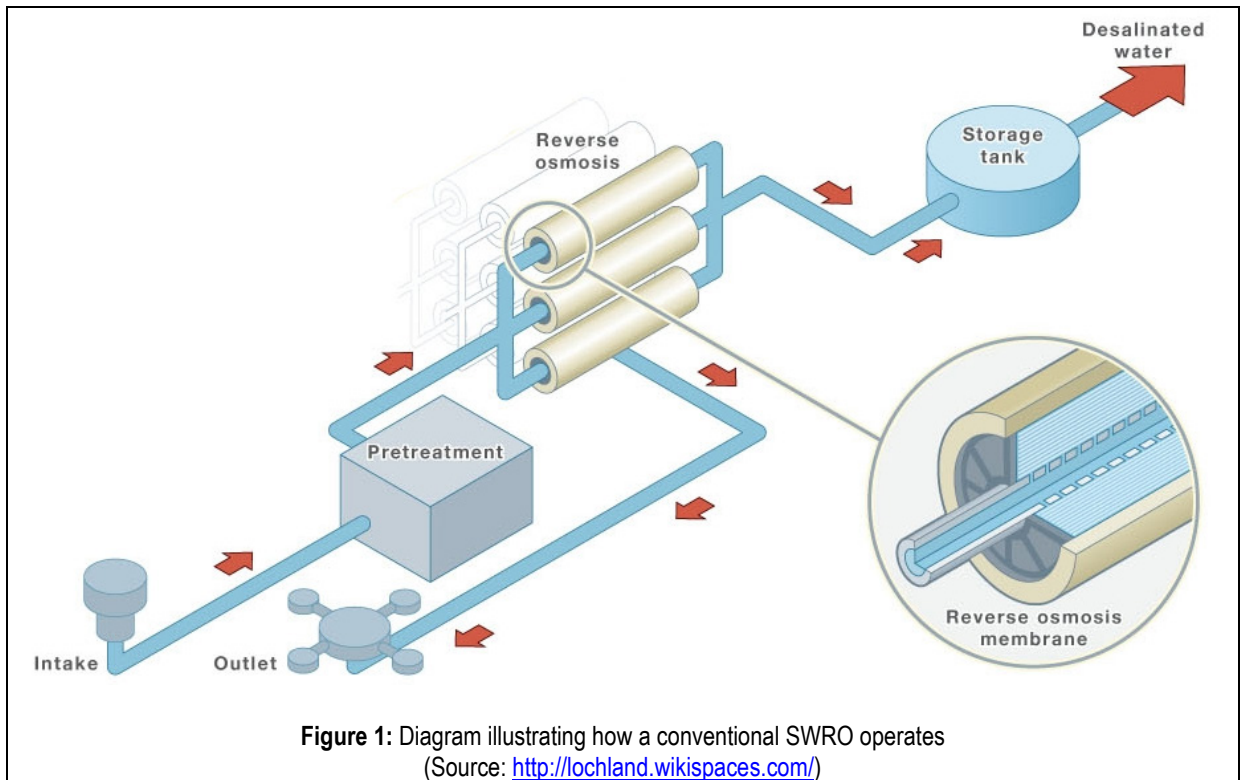 Desalinated
water
Reverse
osmosis
Storage
tank
Pretreatment
Intake
Outlet
Reverse osmosis
membrane
Figure 1: Diagram illustrating how a conventional SWRO operates
(Source: http://lochland.wikispaces.com/)